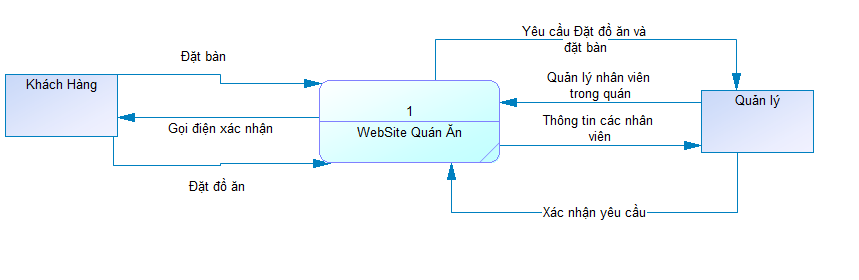 Yêu cầu Đặt đồ ăn và
đặt bàn
Đặt bàn
Khách Hàng
Quản lý nhân viên
trong quán
Quản lý
1
Gọi điện xác nhận
WebSite Quán Ăn
Thông tin các nhân
viên
Đặt đồ ăn
Xác nhận yêu cầu